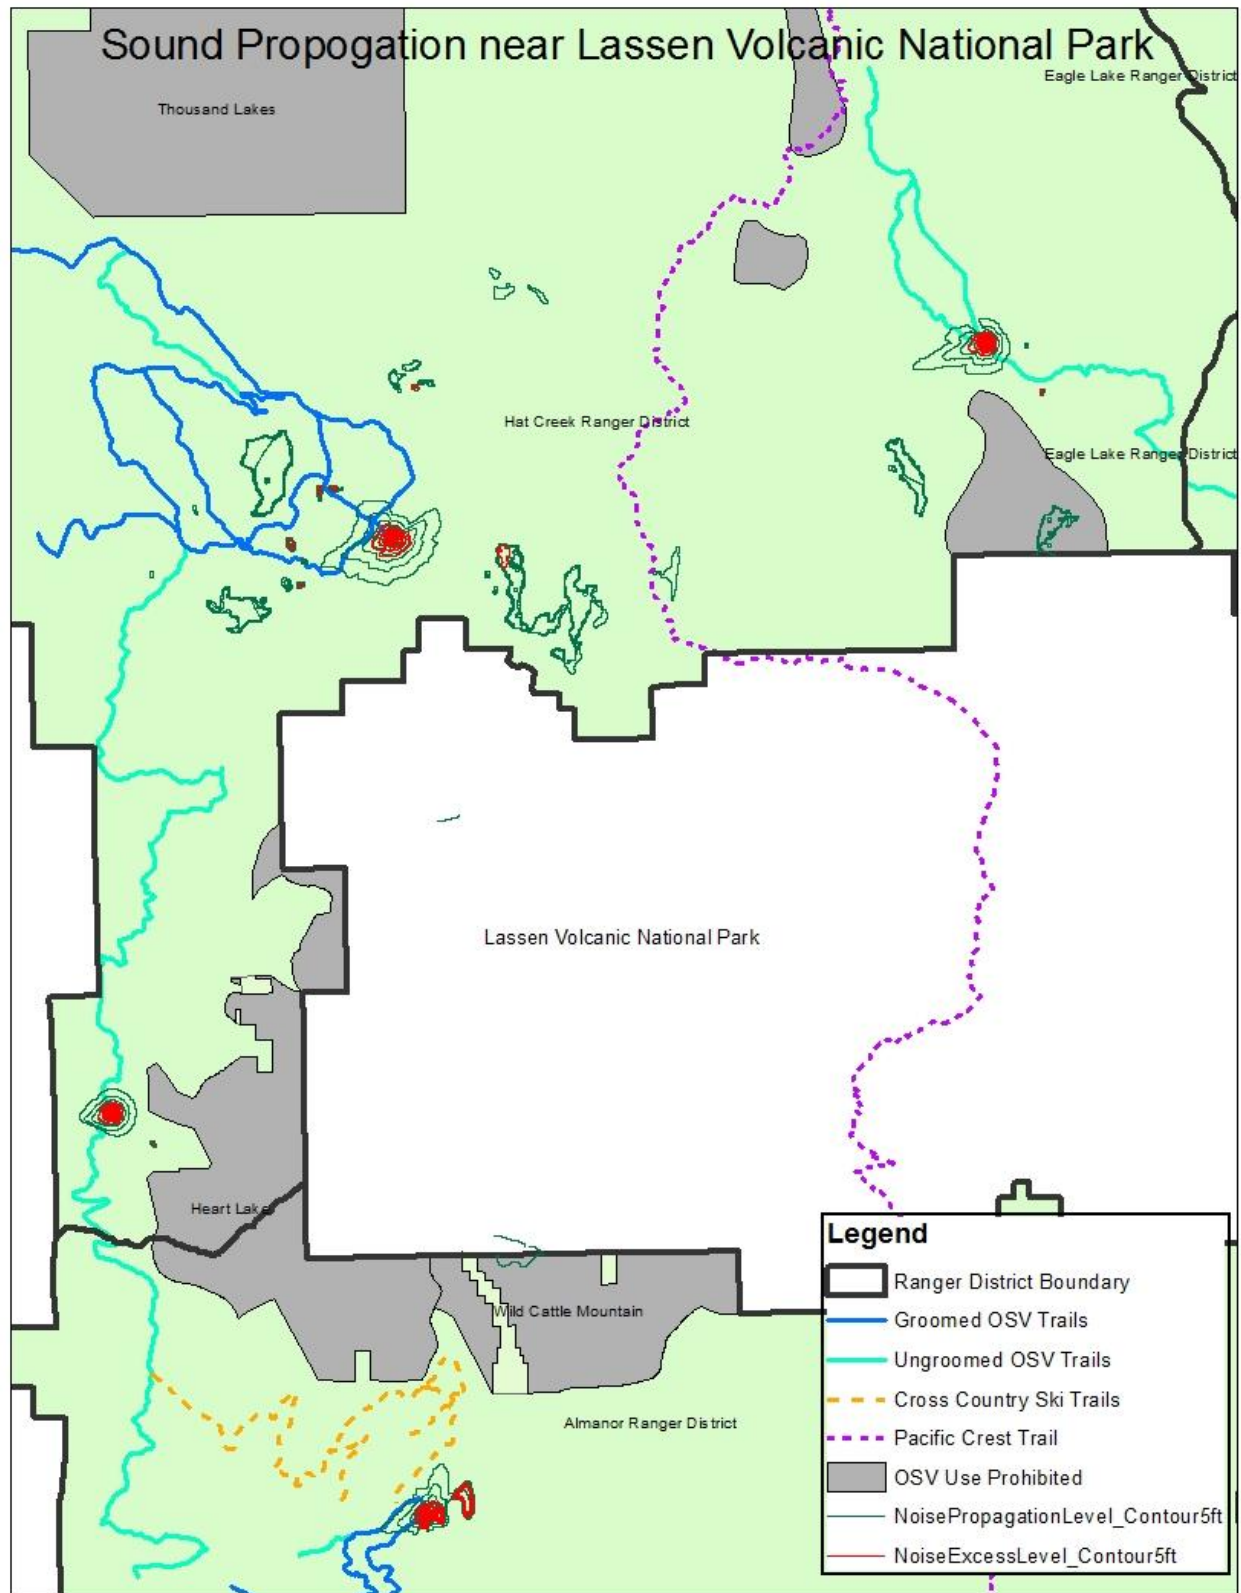 Sound Propogation near Lassen Volcanic National Park
Eagle Lake Ranger District
Thousand Lakes
Hat Creek Ranger District
Eagle Lake Ranger District
Lassen Volcanic National Park
Heart Lake
Wild Cattle Mountain
Almanor Ranger District
Legend
Ranger District Boundary
Groomed OSV Trails
Ungroomed OSV Trails
Cross Country Ski Trails
Pacific Crest Trail
OSV Use Prohibited
NoisePropagationLevel_Contour5ft
NoiseExcessLevel_Contour5ft